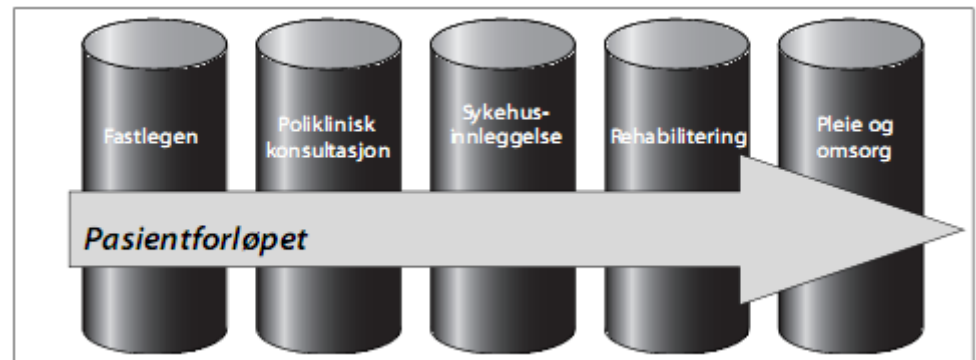 Fastlegen
Poliklinisk
konsultasjon
Sykehus-
innleggelse
Rehabilitering
Pleie og
omsorg
Pasientforløpet